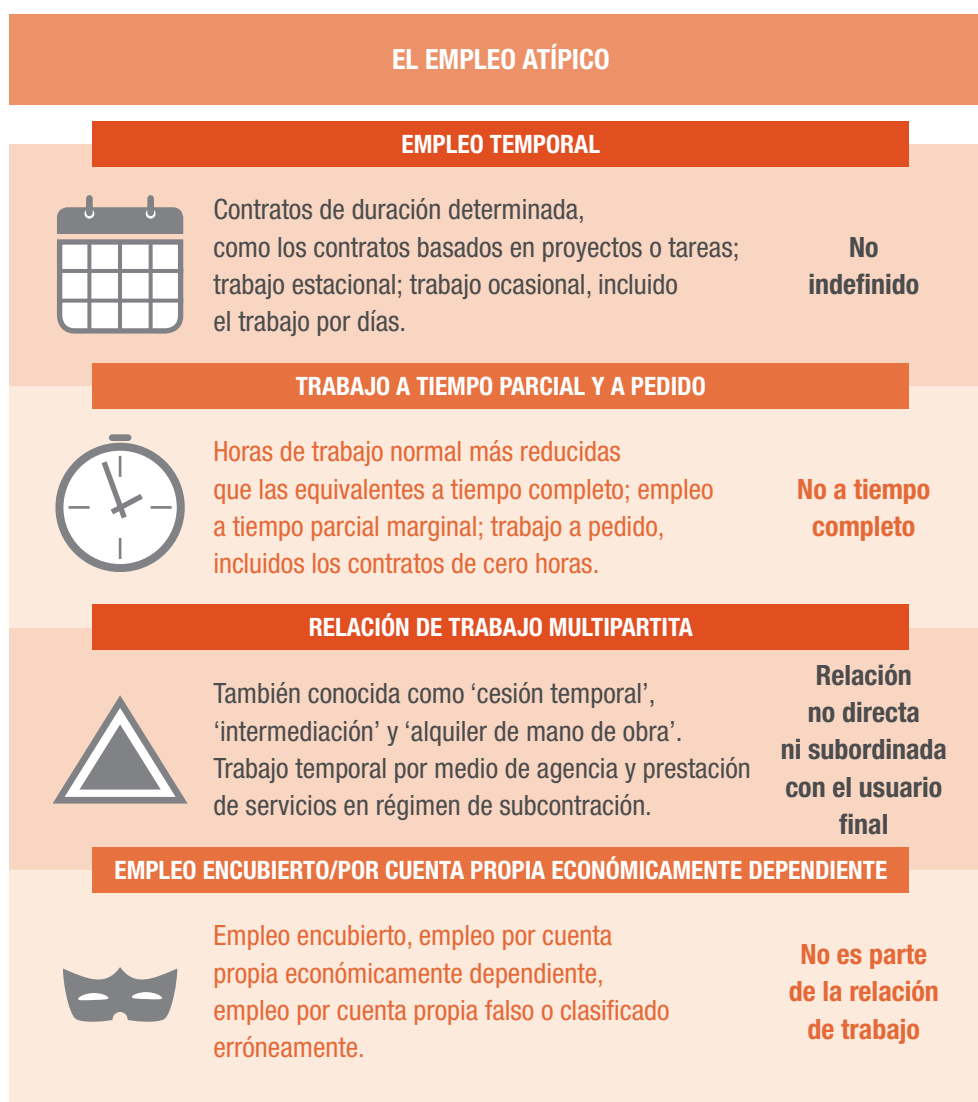 EL EMPLEO ATÍPICO
EMPLEO TEMPORAL
Contratos de duración determinada,
como los contratos basados en proyectos o tareas;
trabajo estacional; trabajo ocasional, incluido
el trabajo por días.
No
indefinido
TRABAJO A TIEMPO PARCIAL Y A PEDIDO
Horas de trabajo normal más reducidas
que las equivalentes a tiempo completo; empleo
a tiempo parcial marginal; trabajo a pedido,
incluidos los contratos de cero horas.
No a tiempo
completo
RELACIÓN DE TRABAJO MULTIPARTITA
También conocida como ‘cesión temporal’,
‘intermediación’ y ‘alquiler de mano de obra’.
Trabajo temporal por medio de agencia y prestación
de servicios en régimen de subcontración.
Relación
no directa
ni subordinada
con el usuario
final
EMPLEO ENCUBIERTO/POR CUENTA PROPIA ECONÓMICAMENTE DEPENDIENTE
Empleo encubierto, empleo por cuenta
propia económicamente dependiente,
empleo por cuenta propia falso o clasificado
erróneamente.
No es parte
de la relación
de trabajo